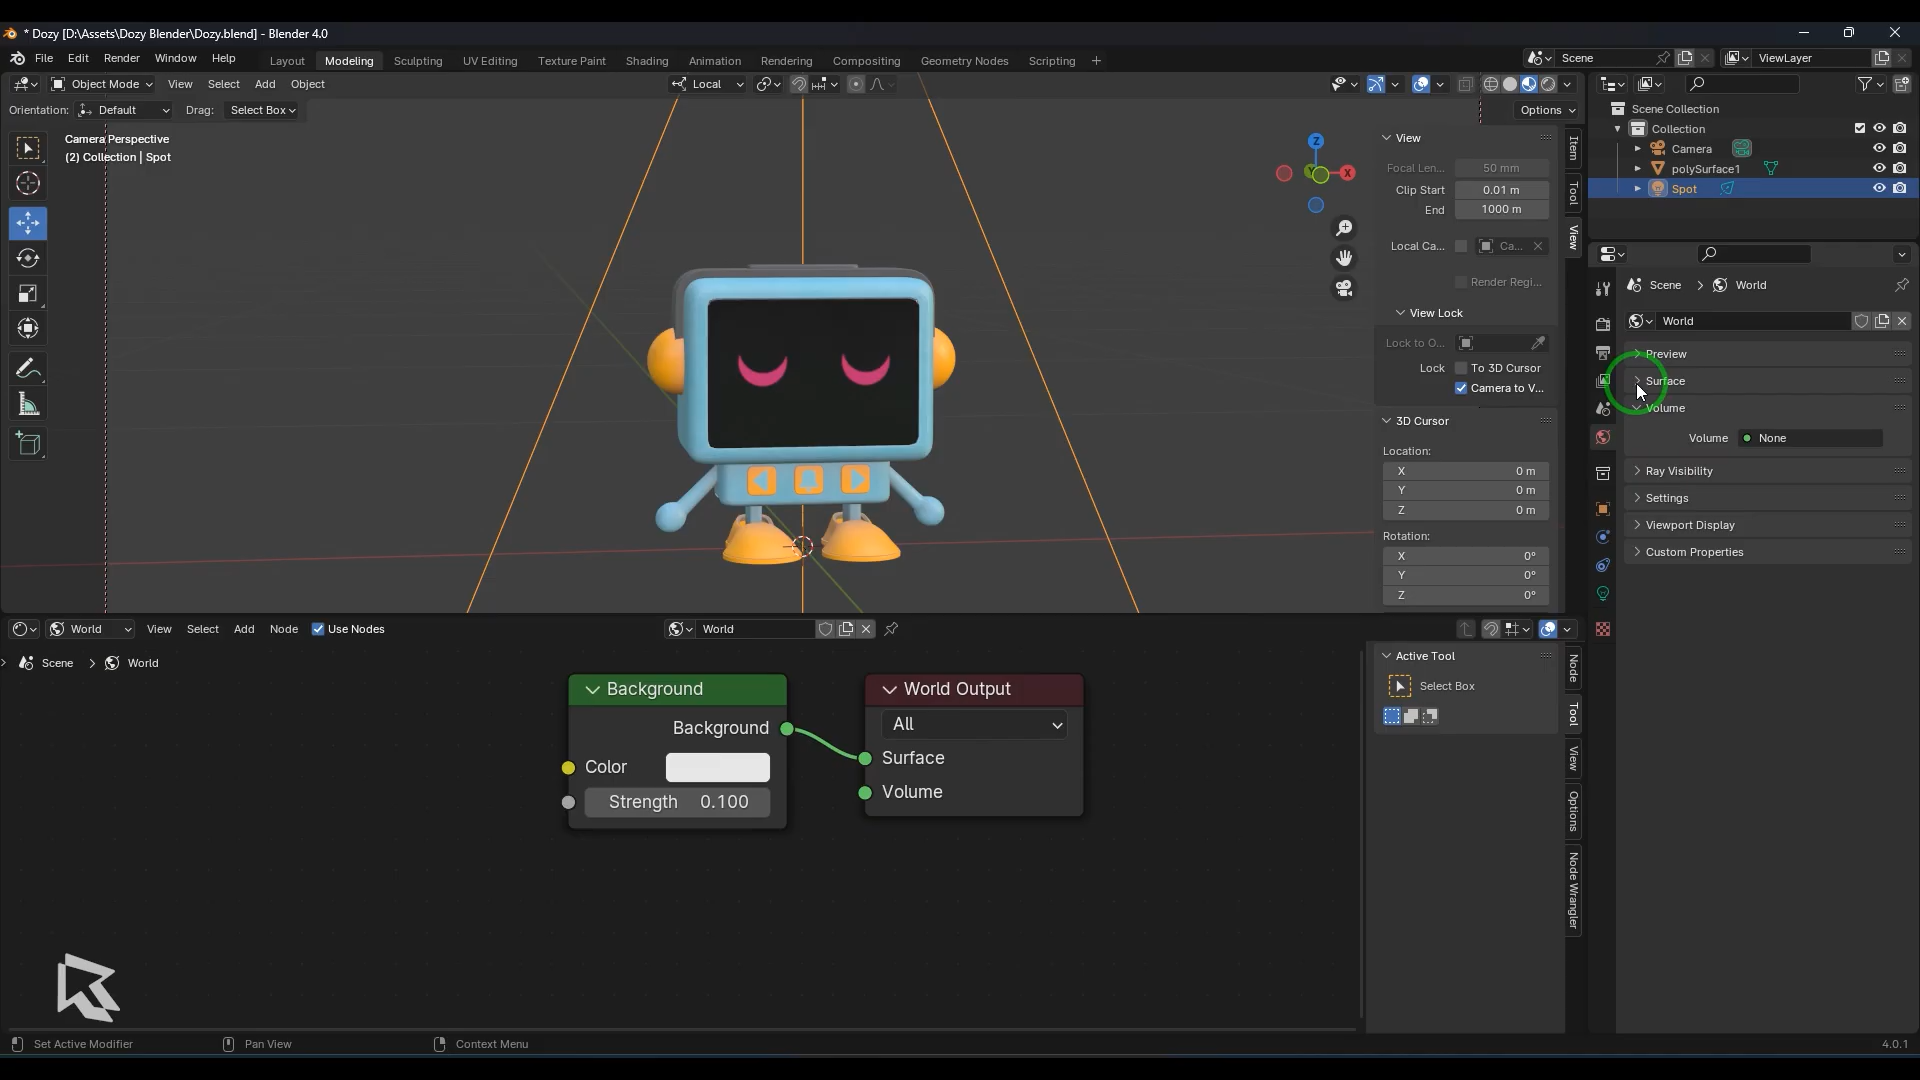 * Dozy [D:\Assets\Dozy Blender\Dozy.blend] - Blender 4.0
File Edit Render Window Help Layout Modeling Sculpting UV Editing Texture Paint Shading Animation Rendering Compositing Geometry Nodes Scripting + Scene ViewLayer
Object Mode View Select Add Object Local
Orientation: Default Drag: Select Box Options
Camera Perspective
(2) Collection | Spot
Z
X
View
Focal Len... 50 mm
Clip Start 0.01 m
End 1000 m
Local Ca... Ca...
Render Regi...
View Lock
Lock to O...
Lock To 3D Cursor
Camera to V...
3D Cursor
Location:
X 0 m
Y 0 m
Z 0 m
Rotation:
X 0°
Y 0°
Z 0°
Item
Tool
View
Scene Collection
Collection
Camera
polySurface1
Spot
Scene > World
World
Preview
Surface
Volume
Volume None
Ray Visibility
Settings
Viewport Display
Custom Properties
World View Select Add Node Use Nodes World
Scene > World
Background
Background
Color
Strength 0.100
World Output
All
Surface
Volume
Active Tool
Select Box
Node
Tool
View
Options
Node Wrangler
Set Active Modifier Pan View Context Menu 4.0.1